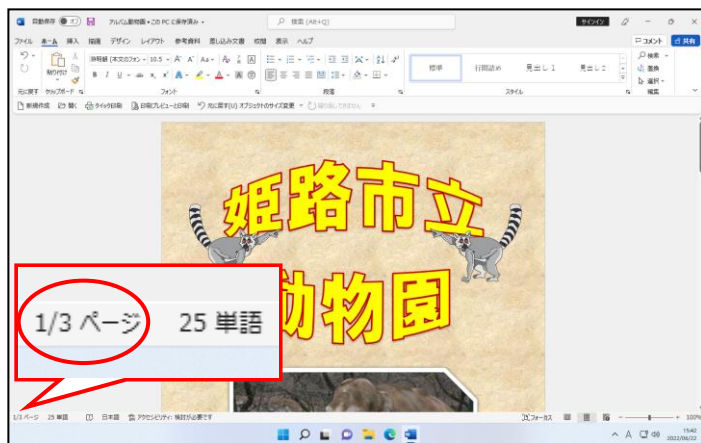 自動保存 オフ アルバム動物園 • この PC に保存済み
検索 (Alt+Q)
サインイン
ファイル ホーム 挿入 描画 デザイン レイアウト 参考資料 差し込み文書 校閲 表示 ヘルプ
コメント 共有
貼り付け
游明朝 (本文のフォント) 10.5
標準 行間詰め 見出し 1 見出し 2
検索
置換
選択
元に戻す クリップボード フォント 段落 スタイル 編集
新規作成 開く クイック印刷 印刷プレビューと印刷 元に戻す(U) オブジェクトのサイズ変更
姫路市立
動物園
1/3 ページ 25 単語
1/3 ページ 25 単語 日本語 アクセシビリティ: 検討が必要です
フォーカス
100%
A
15:42
2022/06/22